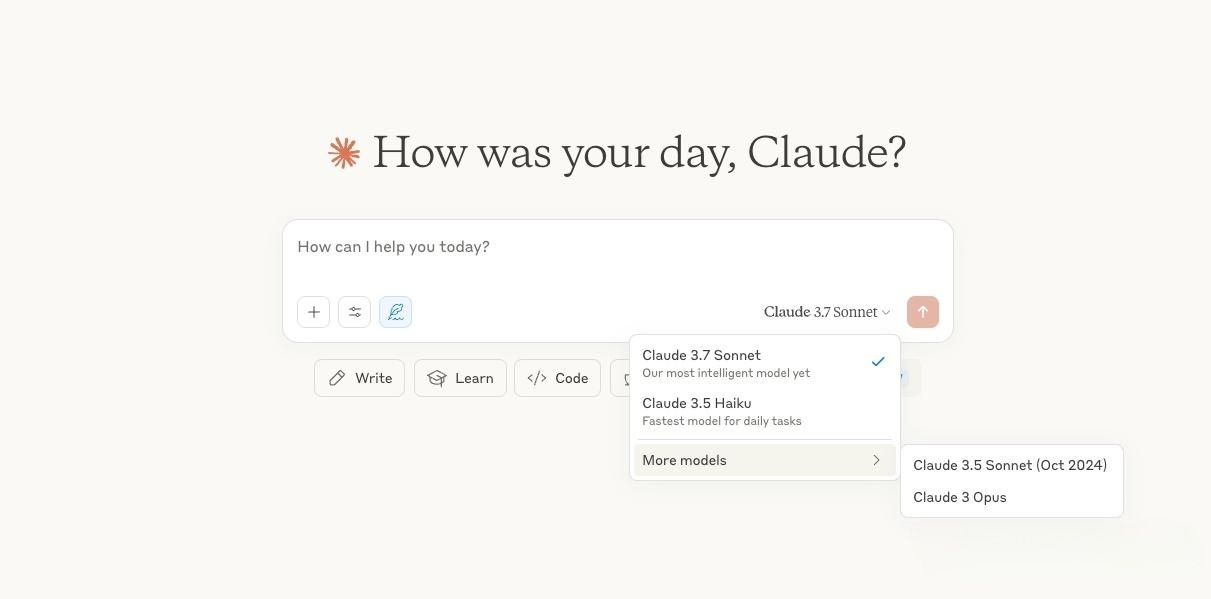 How was your day, Claude?
How can I help you today?
Claude 3.7 Sonnet
Claude 3.7 Sonnet
Our most intelligent model yet
Write
Learn
Code
Claude 3.5 Haiku
Fastest model for daily tasks
More models
Claude 3.5 Sonnet (Oct 2024)
Claude 3 Opus